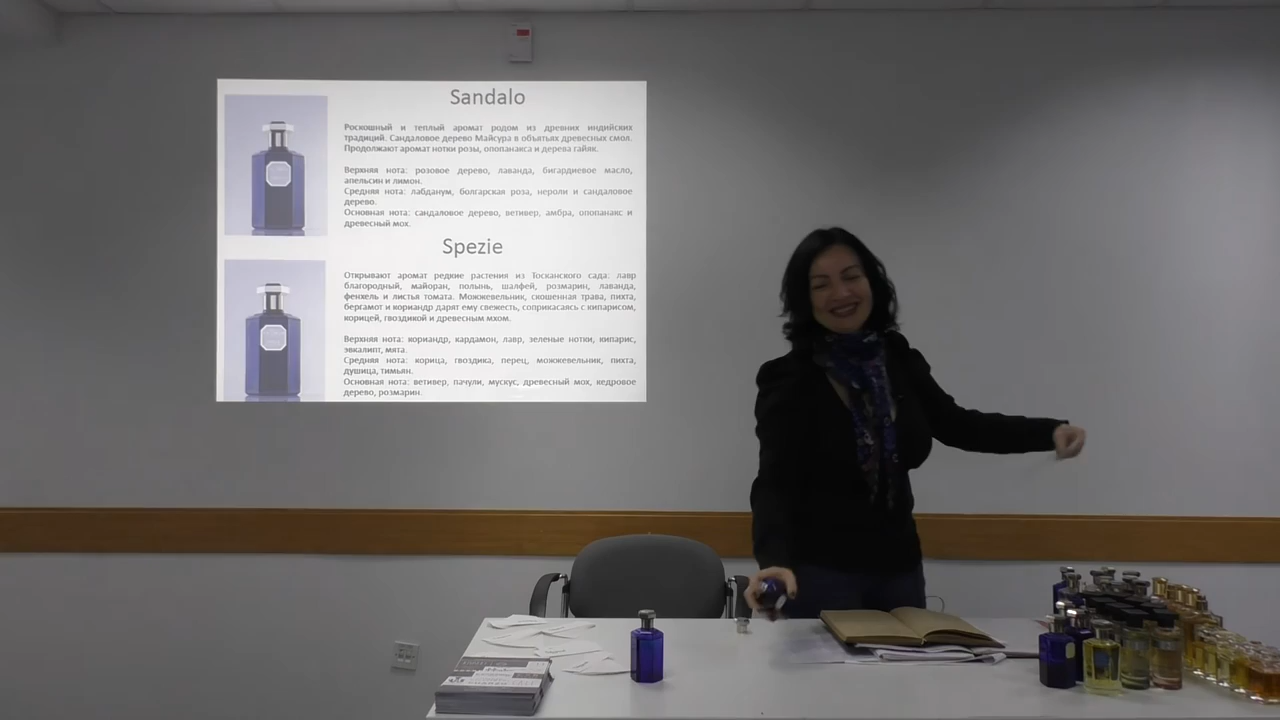 Sandalo
Роскошный и теплый аромат родом из древних индийских
традиций. Сандаловое дерево Майсура в объятьях древесных смол.
Продолжают аромат нотки розы, опопанакса и дерева гайяк.
Верхняя нота: розовое дерево, лаванда, бигардиевое масло,
апельсин и лимон.
Средняя нота: лабданум, болгарская роза, нероли и сандаловое
дерево.
Основная нота: сандаловое дерево, ветивер, амбра, опопанакс и
древесный мох.
Spezie
Открывают аромат редкие растения из Тосканского сада: лавр
благородный, майоран, полынь, шалфей, розмарин, лаванда,
фенхель и листья томата. Можжевельник, скошенная трава, пихта,
бергамот и кориандр дарят ему свежесть, соприкасаясь с кипарисом,
корицей, гвоздикой и древесным мхом.
Верхняя нота: кориандр, кардамон, лавр, зеленые нотки, кипарис,
эвкалипт, мята.
Средняя нота: корица, гвоздика, перец, можжевельник, пихта,
душица, тимьян.
Основная нота: ветивер, пачули, мускус, древесный мох, кедровое
дерево, розмарин.